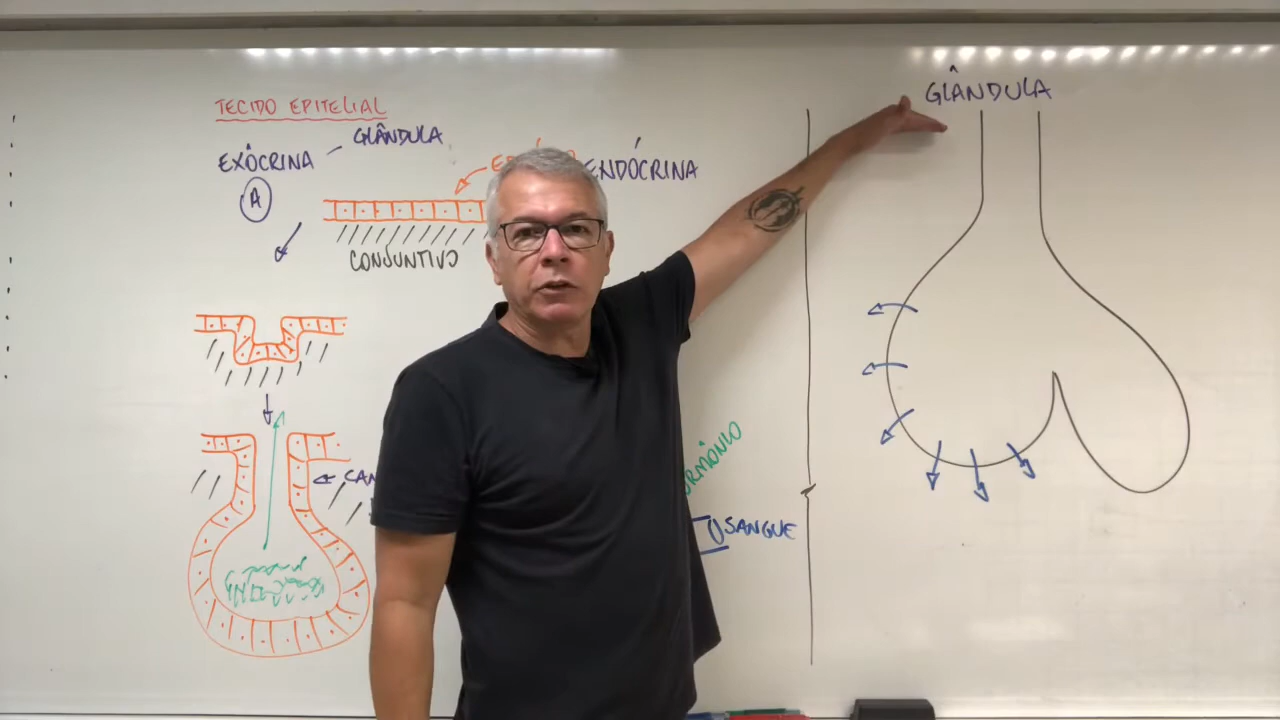 TECIDO EPITELIAL
GLÂNDULA
EXÓCRINA
ENDÓCRINA
A
CONJUNTIVO
SANGUE
GLÂNDULA